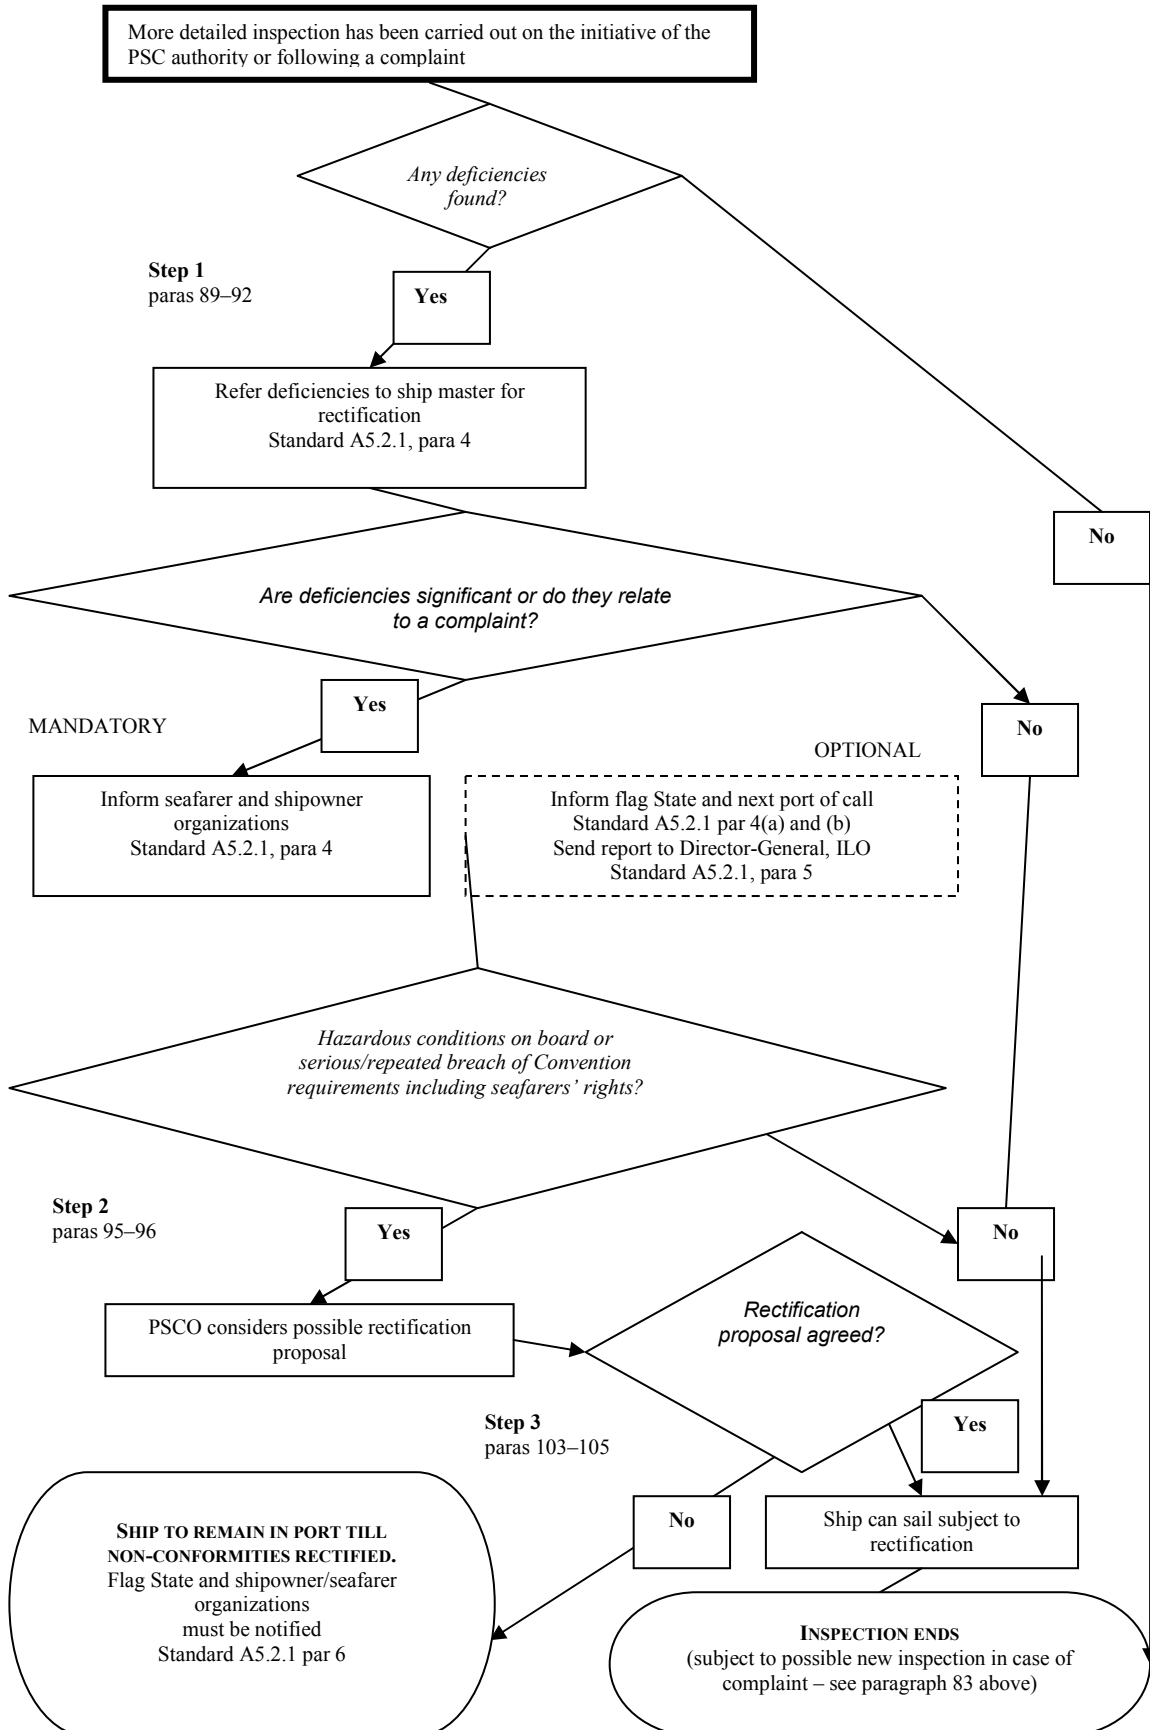 More detailed inspection has been carried out on the initiative of the
PSC authority or following a complaint
Any deficiencies
found?
Step 1
paras 89–92
Yes
Refer deficiencies to ship master for
rectification
Standard A5.2.1, para 4
No
Are deficiencies significant or do they relate
to a complaint?
Yes
MANDATORY
No
OPTIONAL
Inform seafarer and shipowner
organizations
Standard A5.2.1, para 4
Inform flag State and next port of call
Standard A5.2.1 par 4(a) and (b)
Send report to Director-General, ILO
Standard A5.2.1, para 5
Hazardous conditions on board or
serious/repeated breach of Convention
requirements including seafarers’ rights?
Step 2
paras 95–96
Yes
No
PSCO considers possible rectification
proposal
Rectification
proposal agreed?
Step 3
paras 103–105
Yes
No
Ship can sail subject to
rectification
SHIP TO REMAIN IN PORT TILL
NON-CONFORMITIES RECTIFIED.
Flag State and shipowner/seafarer
organizations
must be notified
Standard A5.2.1 par 6
INSPECTION ENDS
(subject to possible new inspection in case of
complaint – see paragraph 83 above)